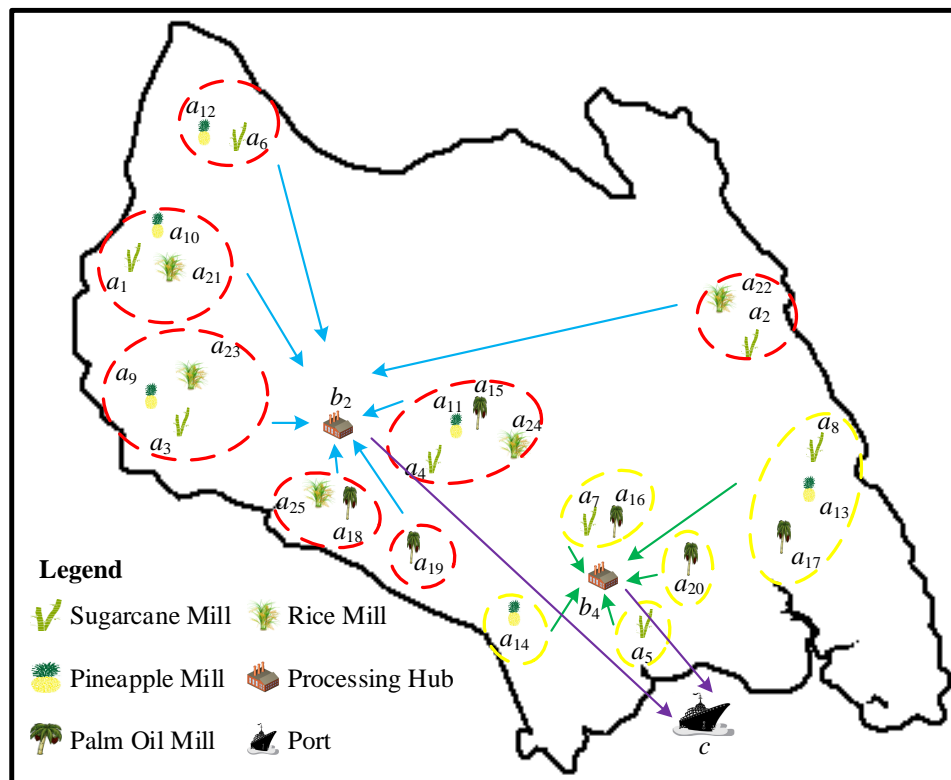 a12
a6
a10
a1
a21
a22
a2
a23
a9
a3
b2
a15
a11
a24
a4
a8
a25
a18
a7
a16
a13
a17
a19
a20
b4
a14
a5
Legend
Sugarcane Mill
Rice Mill
Pineapple Mill
Processing Hub
Palm Oil Mill
Port
c